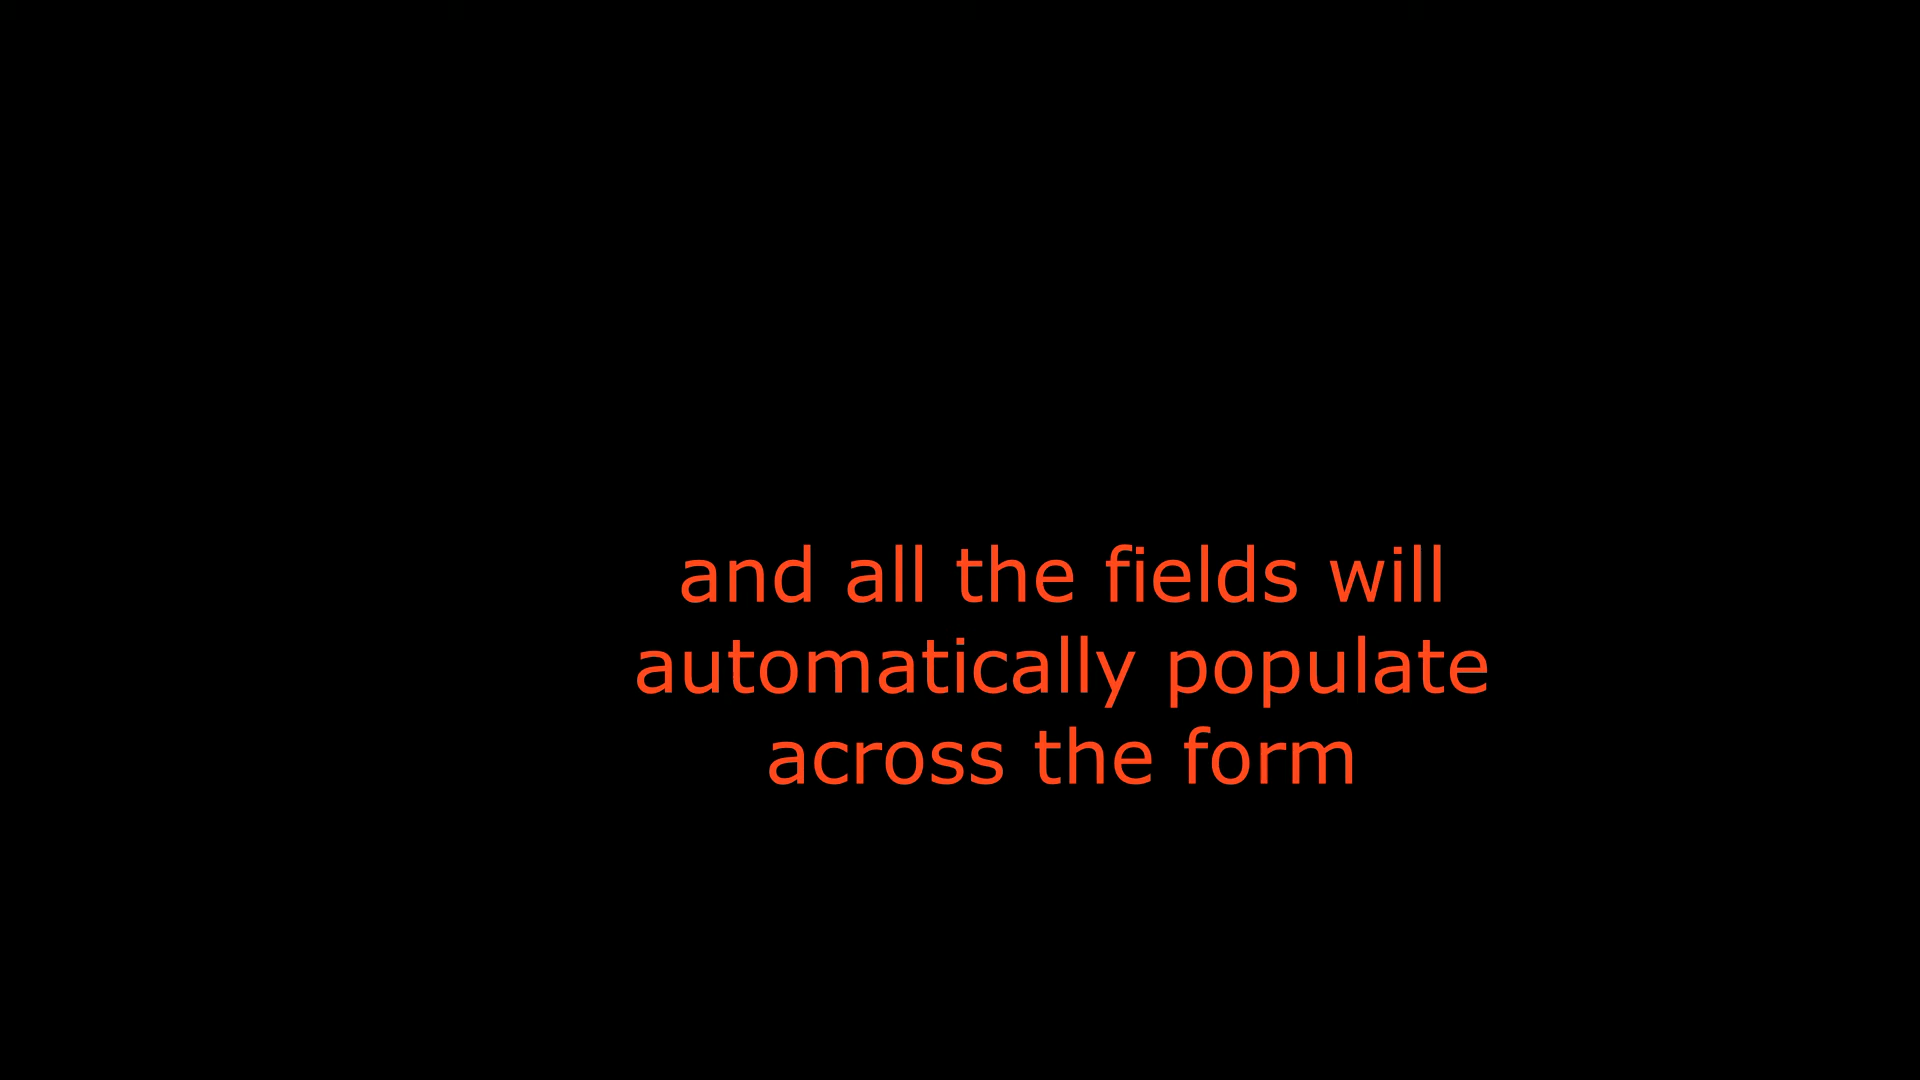 and all the fields will
automatically populate
across the form